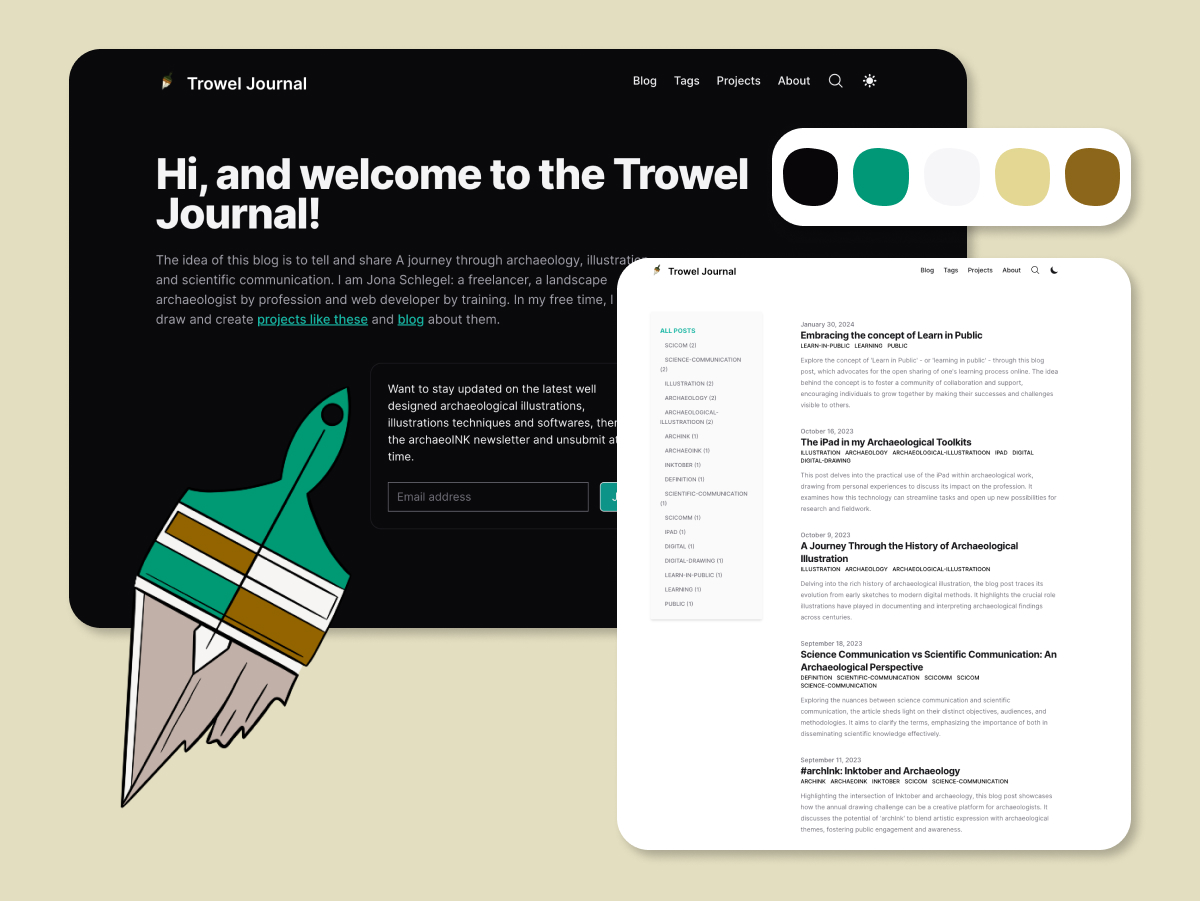 Trowel Journal
Blog Tags Projects About
Hi, and welcome to the Trowel
Journal!
The idea of this blog is to tell and share A journey through archaeology, illustration
and scientific communication. I am Jona Schlegel: a freelancer, a landscape
archaeologist by profession and web developer by training. In my free time, I
draw and create projects like these and blog about them.
Want to stay updated on the latest well
designed archaeological illustrations,
illustrations techniques and softwares, then
the archaeoINK newsletter and unsubmit at
time.
Email address
J
Trowel Journal
Blog Tags Projects About
ALL POSTS
SCICOM (2)
SCIENCE-COMMUNICATION
(2)
ILLUSTRATION (2)
ARCHAEOLOGY (2)
ARCHAEOLOGICAL-
ILLUSTRATIOON (2)
ARCHINK (1)
ARCHAEOINK (1)
INKTOBER (1)
DEFINITION (1)
SCIENTIFIC-COMMUNICATION
(1)
SCICOMM (1)
IPAD (1)
DIGITAL (1)
DIGITAL-DRAWING (1)
LEARN-IN-PUBLIC (1)
LEARNING (1)
PUBLIC (1)
January 30, 2024
Embracing the concept of Learn in Public
LEARN-IN-PUBLIC LEARNING PUBLIC
Explore the concept of 'Learn in Public' - or 'learning in public' - through this blog
post, which advocates for the open sharing of one's learning process online. The idea
behind the concept is to foster a community of collaboration and support,
encouraging individuals to grow together by making their successes and challenges
visible to others.
October 16, 2023
The iPad in my Archaeological Toolkits
ILLUSTRATION ARCHAEOLOGY ARCHAEOLOGICAL-ILLUSTRATIOON IPAD DIGITAL
DIGITAL-DRAWING
This post delves into the practical use of the iPad within archaeological work,
drawing from personal experiences to discuss its impact on the profession. It
examines how this technology can streamline tasks and open up new possibilities for
research and fieldwork.
October 9, 2023
A Journey Through the History of Archaeological
Illustration
ILLUSTRATION ARCHAEOLOGY ARCHAEOLOGICAL-ILLUSTRATIOON
Delving into the rich history of archaeological illustration, the blog post traces its
evolution from early sketches to modern digital methods. It highlights the crucial role
illustrations have played in documenting and interpreting archaeological findings
across centuries.
September 18, 2023
Science Communication vs Scientific Communication: An
Archaeological Perspective
DEFINITION SCIENTIFIC-COMMUNICATION SCICOMM SCICOM
SCIENCE-COMMUNICATION
Exploring the nuances between science communication and scientific
communication, the article sheds light on their distinct objectives, audiences, and
methodologies. It aims to clarify the terms, emphasizing the importance of both in
disseminating scientific knowledge effectively.
September 11, 2023
#archInk: Inktober and Archaeology
ARCHINK ARCHAEOINK INKTOBER SCICOM SCIENCE-COMMUNICATION
Highlighting the intersection of Inktober and archaeology, this blog post showcases
how the annual drawing challenge can be a creative platform for archaeologists. It
discusses the potential of 'archInk' to blend artistic expression with archaeological
themes, fostering public engagement and awareness.